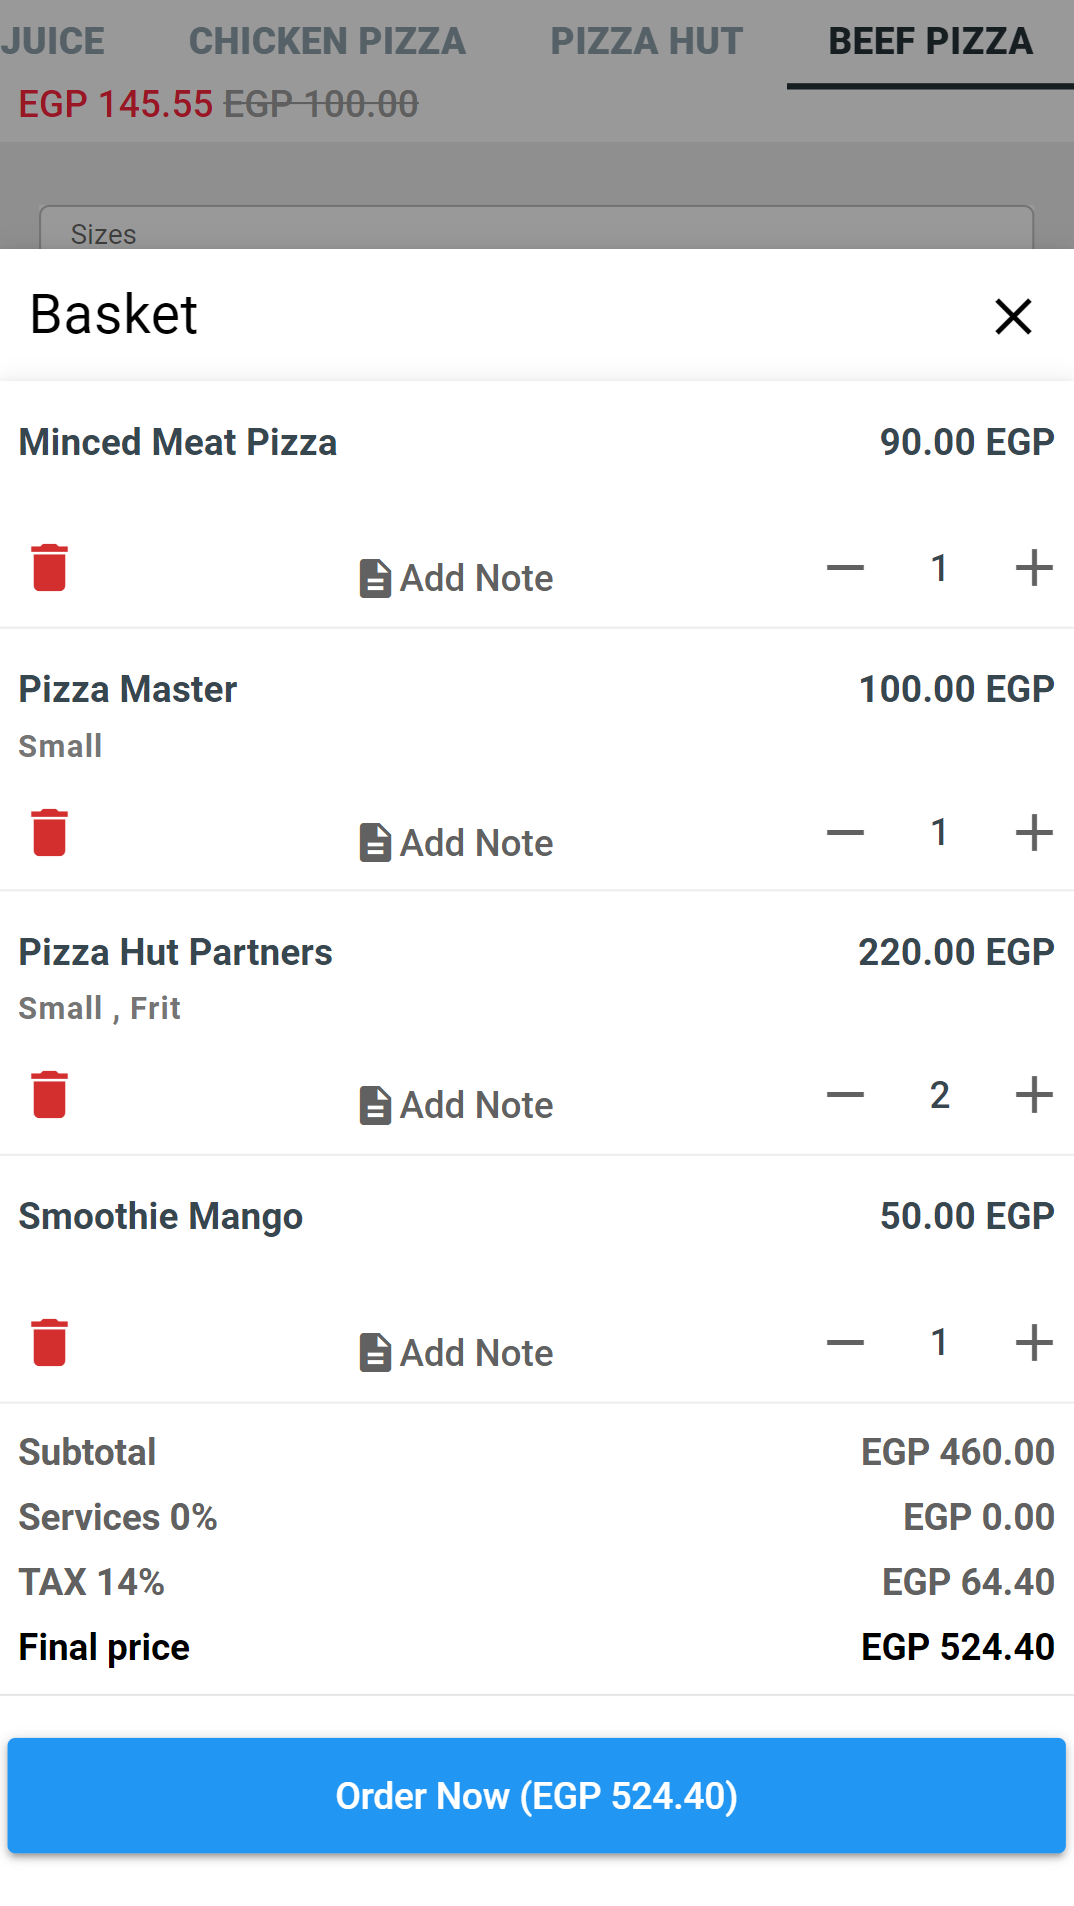 JUICE CHICKEN PIZZA PIZZA HUT BEEF PIZZA
EGP 145.55 EGP 100.00
Sizes
Basket
Minced Meat Pizza 90.00 EGP
Add Note 1
Pizza Master 100.00 EGP
Small
Add Note 1
Pizza Hut Partners 220.00 EGP
Small , Frit
Add Note 2
Smoothie Mango 50.00 EGP
Add Note 1
Subtotal EGP 460.00
Services 0% EGP 0.00
TAX 14% EGP 64.40
Final price EGP 524.40
Order Now (EGP 524.40)